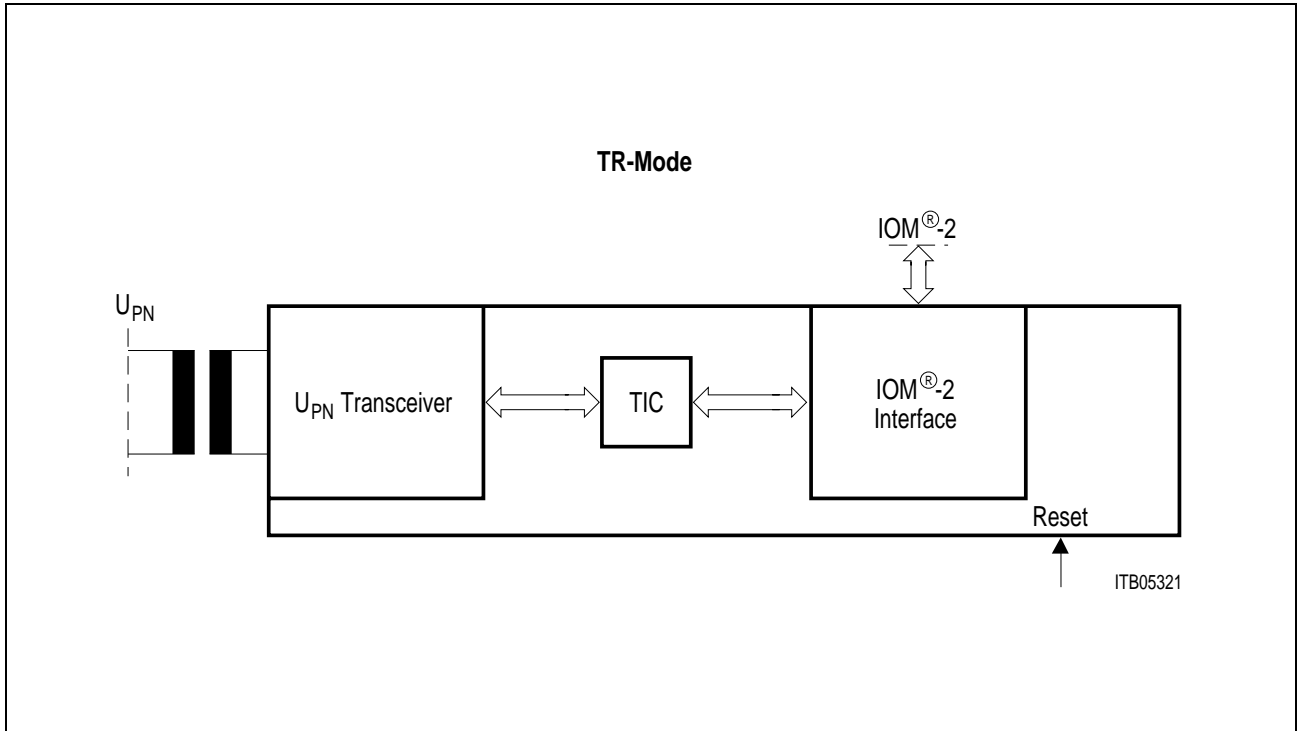 TR-Mode
IOM®-2
UPN
UPN Transceiver
TIC
IOM®-2
Interface
Reset
ITB05321